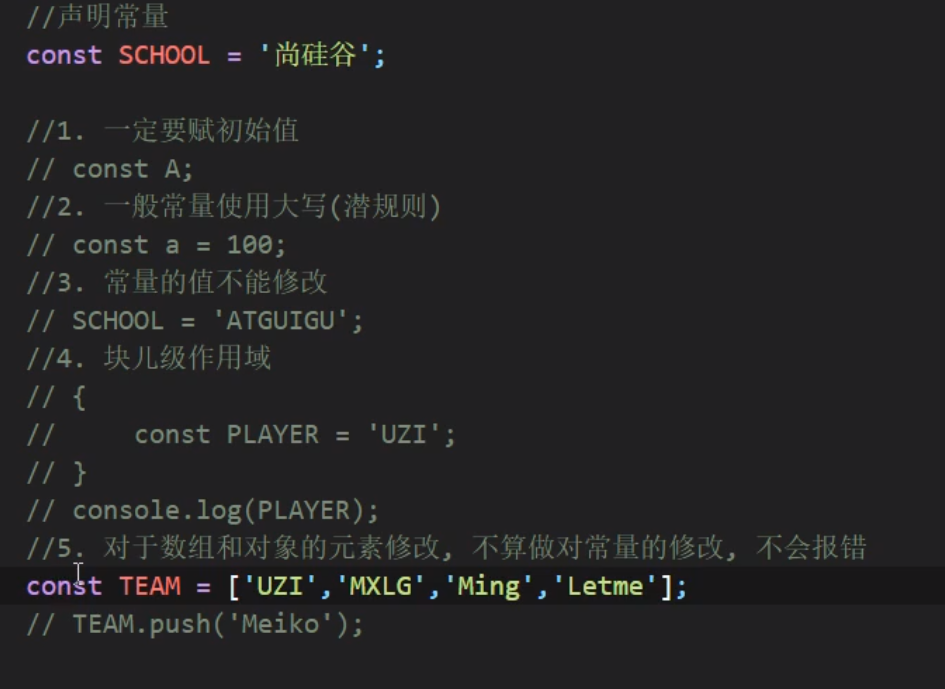 //声明常量
const SCHOOL = '尚硅谷';
//1. 一定要赋初始值
// const A;
//2. 一般常量使用大写(潜规则)
// const a = 100;
//3. 常量的值不能修改
// SCHOOL = 'ATGUIGU';
//4. 块儿级作用域
// {
//     const PLAYER = 'UZI';
// }
// console.log(PLAYER);
//5. 对于数组和对象的元素修改, 不算做对常量的修改, 不会报错
const TEAM = ['UZI','MXLG','Ming','Letme'];
// TEAM.push('Meiko');